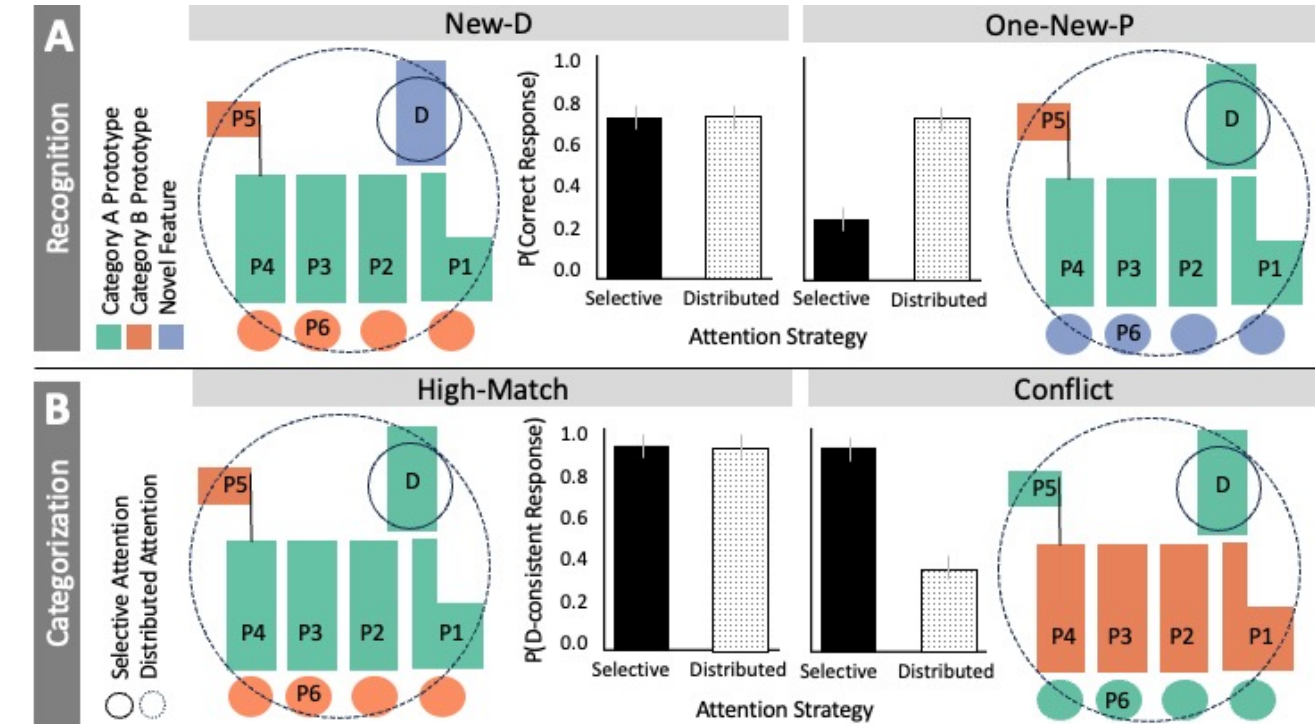 A
Recognition
New-D
One-New-P
Category A Prototype
Category B Prototype
Novel Feature
P5
D
P4 P3 P2 P1
P6
P(Correct Response)
1.0
0.8
0.6
0.4
0.2
0.0
Selective Distributed Selective Distributed
Attention Strategy
P5
D
P4 P3 P2 P1
P6
B
Categorization
High-Match
Conflict
Selective Attention
Distributed Attention
P5
D
P4 P3 P2 P1
P6
P(D-consistent Response)
1.0
0.8
0.6
0.4
0.2
0.0
Selective Distributed Selective Distributed
Attention Strategy
P5
D
P4 P3 P2 P1
P6